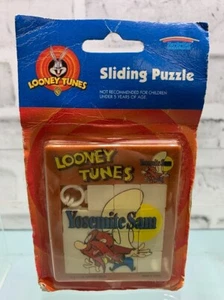 LOONEY TUNES
Sliding Puzzle
NOT RECOMMENDED FOR CHILDREN
UNDER 3 YEARS OF AGE
LOONEY
TUNES
Yosemite Sam